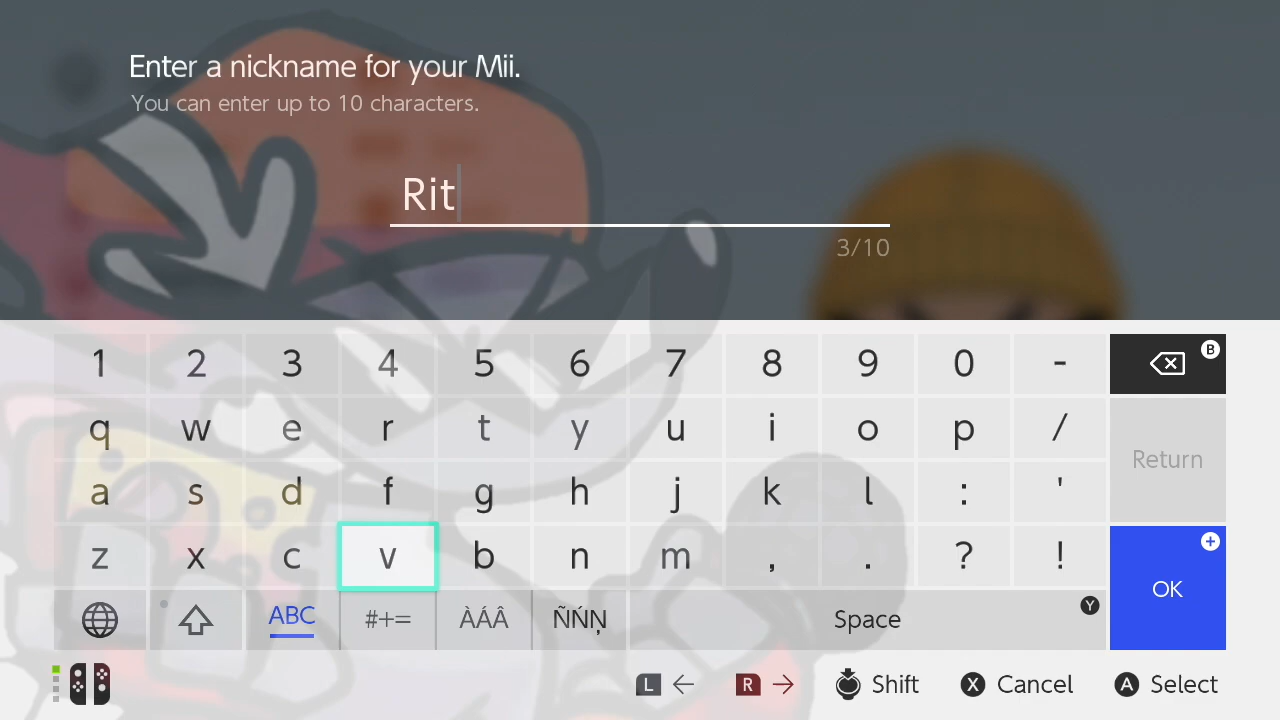 Enter a nickname for your Mii.
You can enter up to 10 characters.
Rit
3/10
1 2 3 4 5 6 7 8 9 0 - B
q w e r t y u i o p / Return
a s d f g h j k l : '
z x c v b n m , . ? ! + OK
ABC #+= ÀÁÂ ÑŃŅ Space Y
L ← R → Shift X Cancel A Select